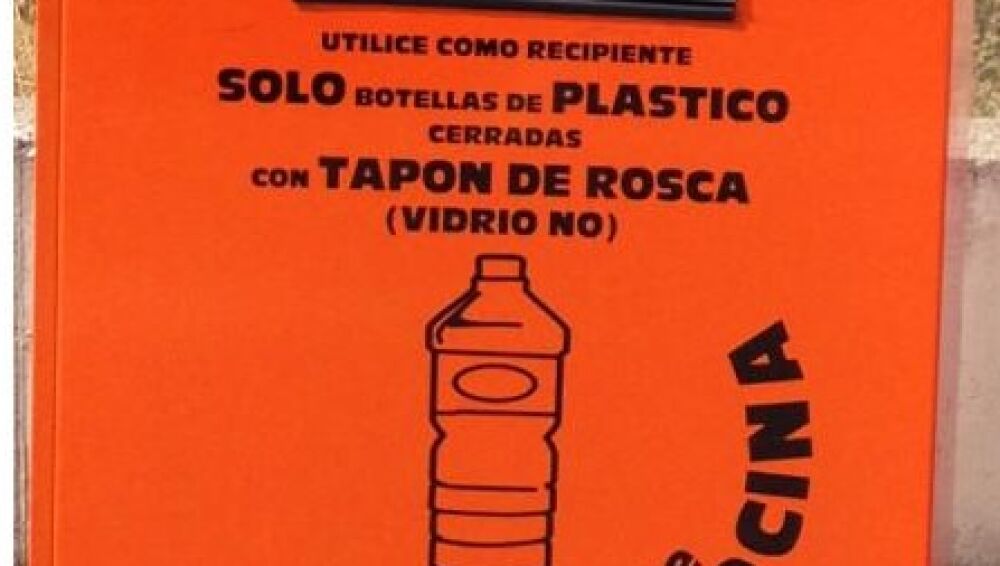 UTILICE COMO RECIPIENTE
SOLO BOTELLAS DE PLASTICO
CERRADAS
CON TAPON DE ROSCA
(VIDRIO NO)